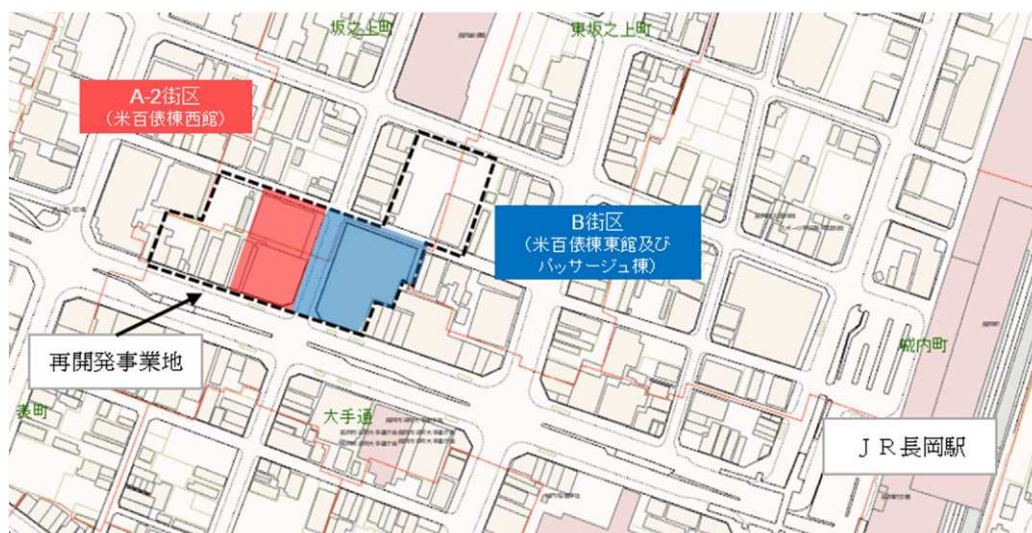 坂之上町
東坂之上町
A-2街区
（米百俵棟西館）
B街区
（米百俵棟東館及び
パッサージュ棟）
再開発事業地
城内町
表町
大手通
ＪＲ長岡駅